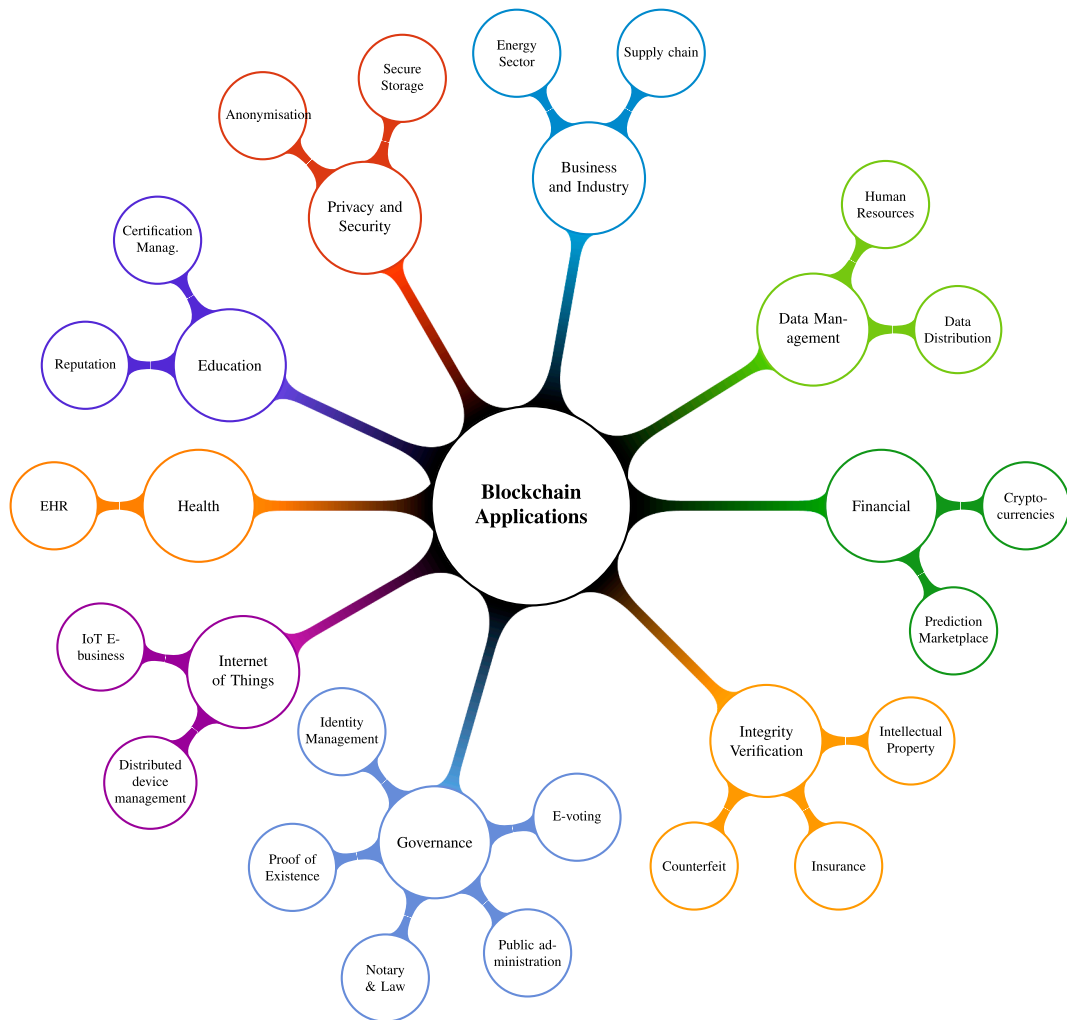 Energy
Sector
Supply chain
Secure
Storage
Anonymisation
Business
and Industry
Privacy and
Security
Human
Resources
Certification
Manag.
Data Man-
agement
Data
Distribution
Reputation
Education
Blockchain
Applications
EHR
Health
Financial
Crypto-
currencies
Prediction
Marketplace
IoT E-
business
Internet
of Things
Distributed
device
management
Identity
Management
Integrity
Verification
Intellectual
Property
E-voting
Governance
Proof of
Existence
Counterfeit
Insurance
Public ad-
ministration
Notary
& Law